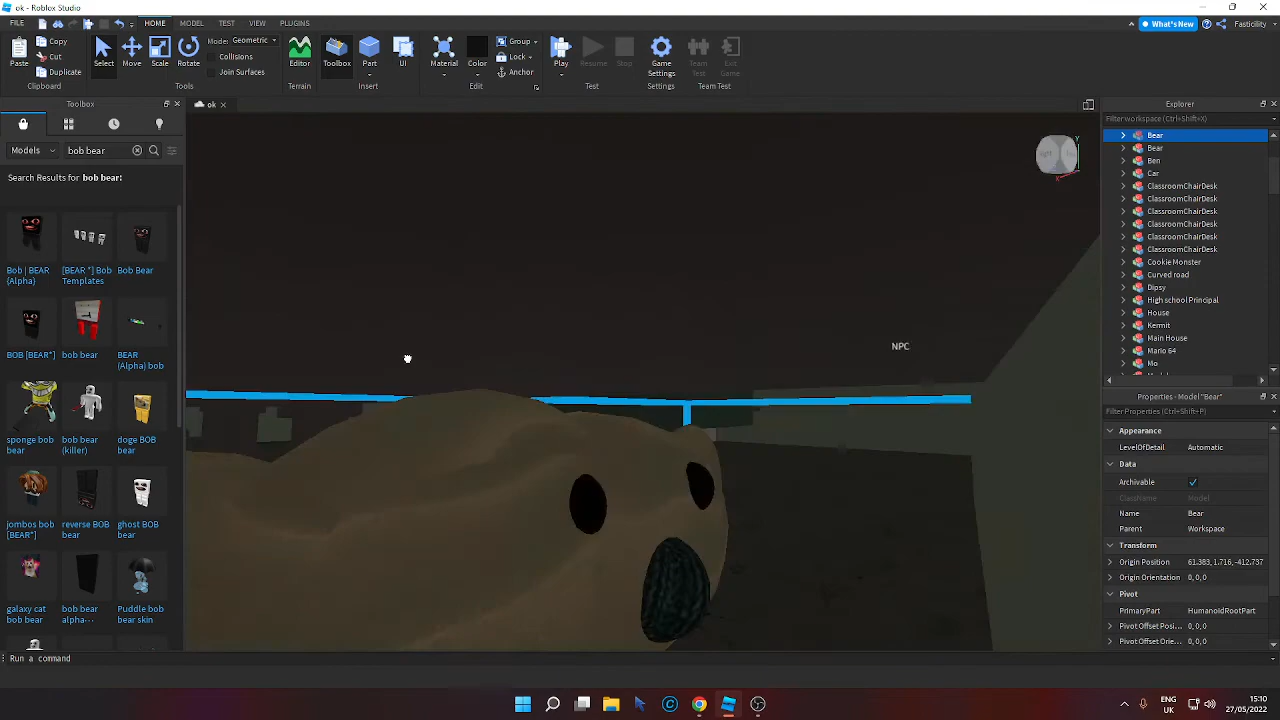 ok - Roblox Studio
FILE
HOME
MODEL
TEST
VIEW
PLUGINS
What's New
Fasticility
Paste
Copy
Cut
Duplicate
Clipboard
Select
Move
Scale
Rotate
Mode: Geometric
Collisions
Join Surfaces
Tools
Editor
Terrain
Toolbox
Part
UI
Insert
Material
Color
Group
Lock
Anchor
Edit
Play
Resume
Stop
Test
Game Settings
Settings
Team Test
Exit Game
Team Test
Toolbox
Models
bob bear
Search Results for bob bear:
Bob | BEAR {Alpha}
[BEAR *] Bob Templates
Bob Bear
BOB [BEAR*]
bob bear
BEAR {Alpha} bob
sponge bob bear
bob bear (killer)
doge BOB bear
jombos bob [BEAR*]
reverse BOB bear
ghost BOB bear
galaxy cat bob bear
bob bear alpha---
Puddle bob bear skin
ok
NPC
Explorer
Filter workspace (Ctrl+Shift+X)
Bear
Bear
Ben
Car
ClassroomChairDesk
ClassroomChairDesk
ClassroomChairDesk
ClassroomChairDesk
ClassroomChairDesk
ClassroomChairDesk
Cookie Monster
Curved road
Dipsy
High school Principal
House
Kermit
Main House
Mario 64
Mo
Properties - Model "Bear"
Filter Properties (Ctrl+Shift+P)
Appearance
LevelOfDetail Automatic
Data
Archivable
ClassName Model
Name Bear
Parent Workspace
Transform
Origin Position 61.383, 1.716, -412.737
Origin Orientation 0, 0, 0
Pivot
PrimaryPart HumanoidRootPart
Pivot Offset Posi... 0, 0, 0
Pivot Offset Orie... 0, 0, 0
Run a command
ENG
UK
15:10
27/05/2022